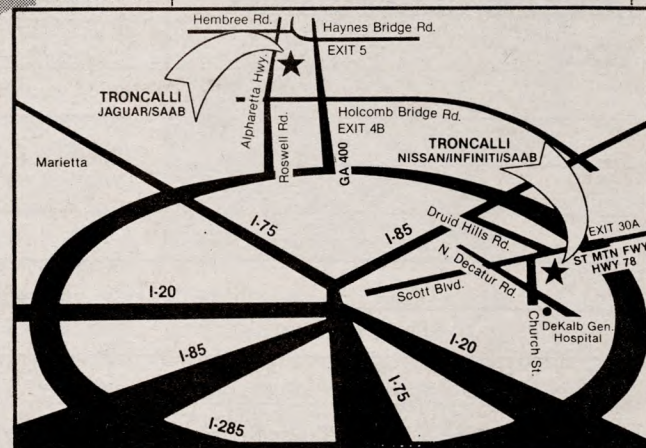 Hembree Rd.
Haynes Bridge Rd.
EXIT 5
Alpharetta Hwy.
TRONCALLI
JAGUAR/SAAB
Holcomb Bridge Rd.
EXIT 4B
Roswell Rd.
GA 400
TRONCALLI
NISSAN/INFINITI/SAAB
Marietta
I-75
I-85
Druid Hills Rd.
EXIT 30A
ST MTN FWY
HWY 78
N. Decatur Rd.
Scott Blvd.
I-20
DeKalb Gen.
Hospital
Church St.
I-85
I-20
I-75
I-285